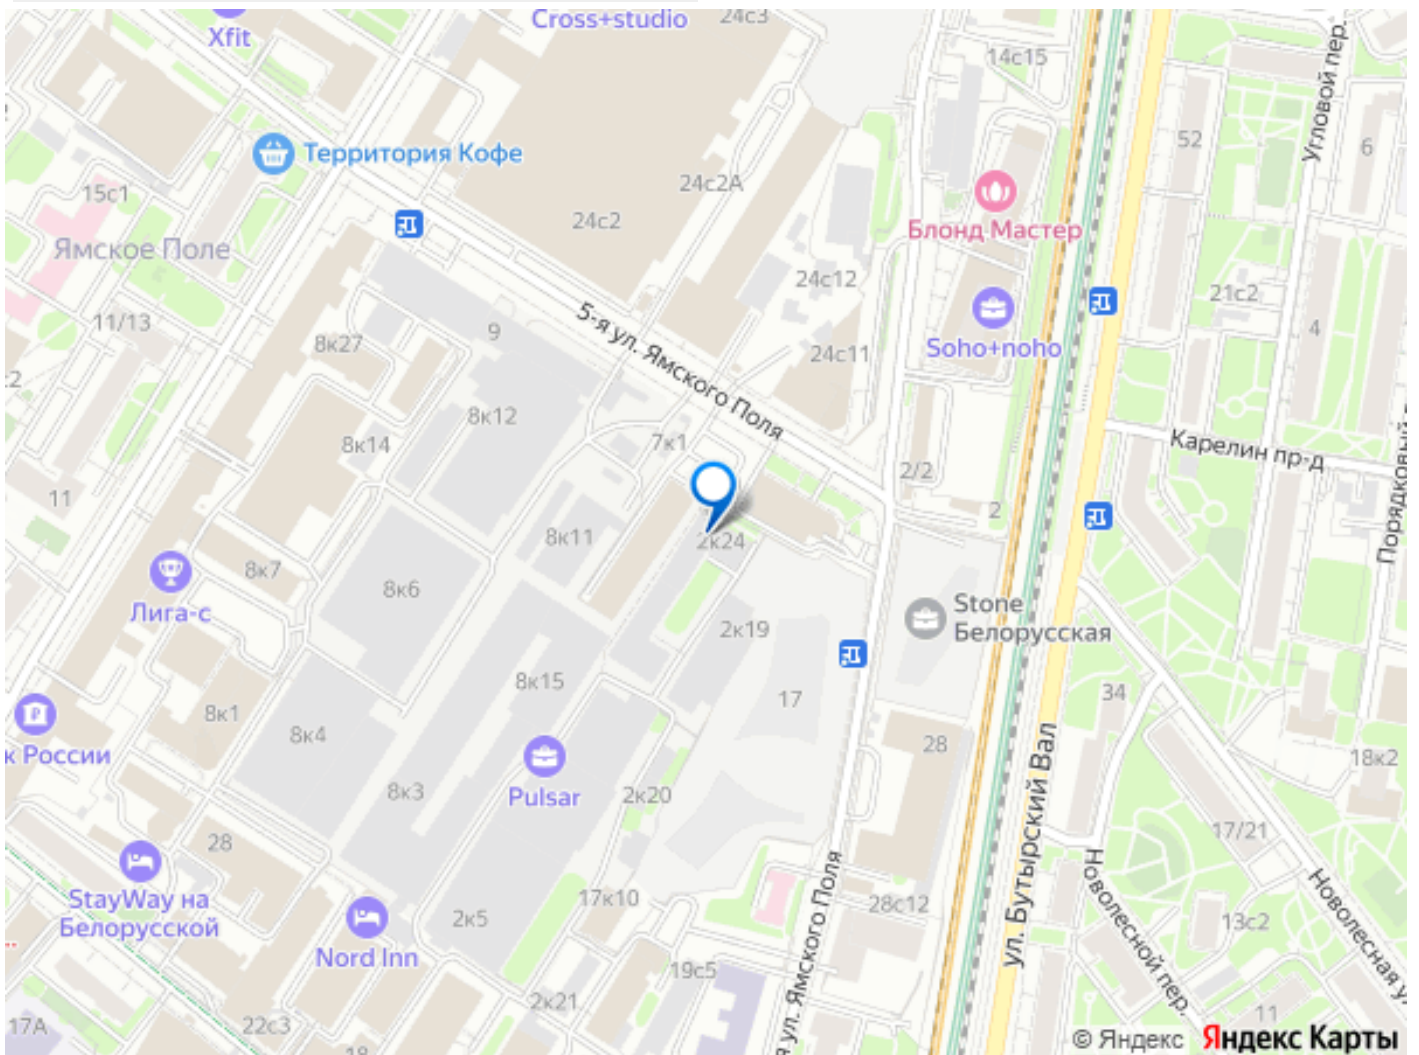 Cross+studio
24с3
Xfit
14с15
Угловой пер.
52
6
Территория Кофе
15с1
24с2А
24с2
Блонд Мастер
Ямское Поле
24с12
21с2
11/13
9
8к27
5-я ул. Ямского Поля
24с11
Soho+noho
4
8к12
8к14
7к1
Карелин пр-д
2/2
11
2
8к11
2к24
8к7
8к6
Лига-с
2к19
Stone
Белорусская
8к15
17
34
8к1
8к4
28
к России
18к2
8к3
Pulsar
2к20
ул. Бутырский Вал
17/21
28
StayWay на
Белорусской
17к10
28с12
Новолесной пер.
Новолесная у
2к5
13с2
Nord Inn
19с5
я ул. Ямского Поля
2к21
17А
22с3
18
11
© Яндекс Яндекс Карты